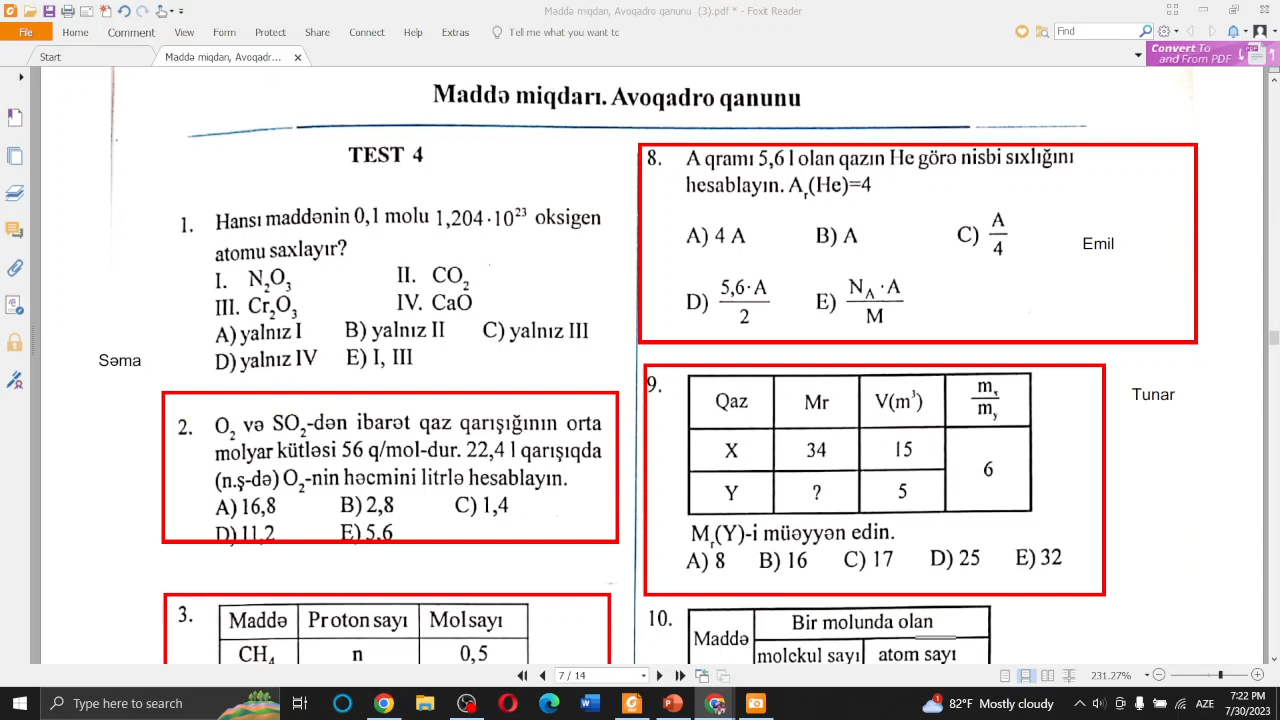 Maddə miqdarı, Avoqadro qanunu (3).pdf * - Foxit Reader
File Home Comment View Form Protect Share Connect Help Extras Tell me what you want to Find
Start Maddə miqdarı, Avoqadr... Convert To and From PDF
Maddə miqdarı. Avoqadro qanunu
TEST 4
1. Hansı maddənin 0,1 molu 1,204·10²³ oksigen
atomu saxlayır?
I. N₂O₃ II. CO₂
III. Cr₂O₃ IV. CaO
A) yalnız I B) yalnız II C) yalnız III
D) yalnız IV E) I, III
Səma
2. O₂ və SO₂-dən ibarət qaz qarışığının orta
molyar kütləsi 56 q/mol-dur. 22,4 l qarışıqda
(n.ş-də) O₂-nin həcmini litrlə hesablayın.
A) 16,8 B) 2,8 C) 1,4
D) 11,2 E) 5,6
3. Maddə Proton sayı Mol sayı
CH₄ n 0,5
8. A qramı 5,6 l olan qazın He görə nisbi sıxlığını
hesablayın. Aᵣ(He)=4
A) 4 A B) A C) A/4
Emil
D) 5,6·A/2 E) N_A·A/M
9. Qaz Mr V(m³) mₓ/mᵧ
X 34 15 6
Y ? 5
Tunar
Mᵣ(Y)-i müəyyən edin.
A) 8 B) 16 C) 17 D) 25 E) 32
10. Maddə Bir molunda olan
molekul sayı atom sayı
7 / 14 231.27%
Type here to search 82°F Mostly cloudy AZE 7:22 PM
7/30/2023